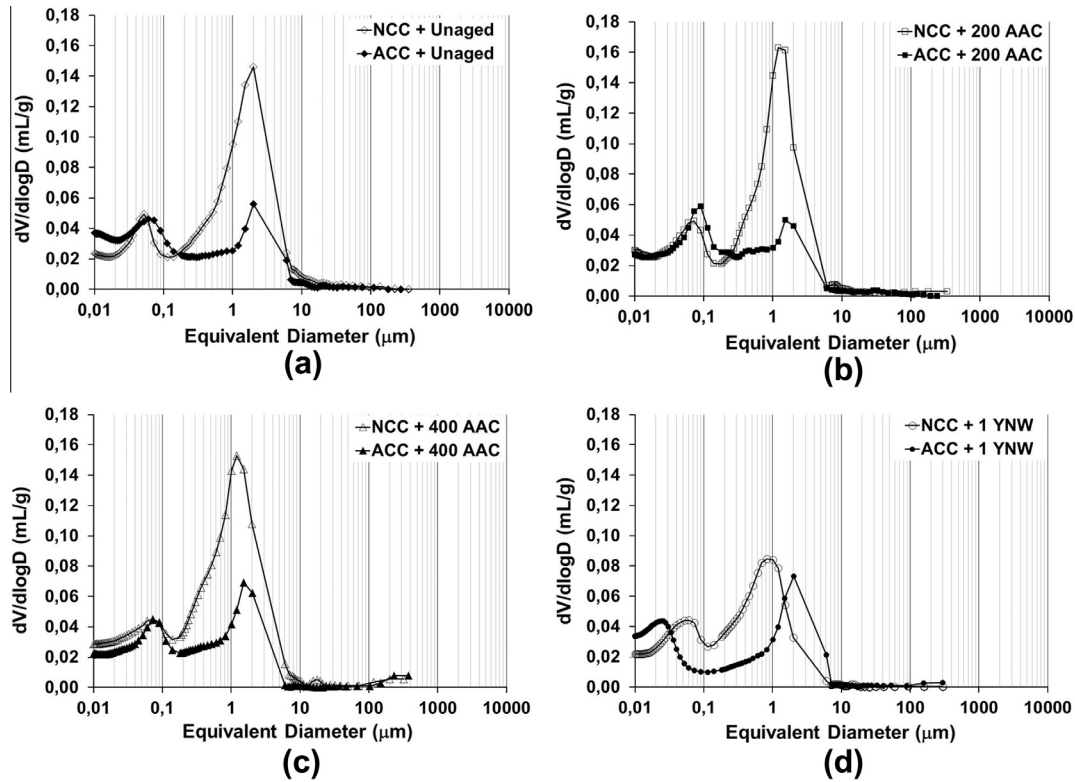 0,18
0,16
0,14
0,12
0,10
0,08
0,06
0,04
0,02
0,00
dV/dlogD (mL/g)
NCC + Unaged
ACC + Unaged
0,01 0,1 1 10 100 1000 10000
Equivalent Diameter (μm)
(a)
0,18
0,16
0,14
0,12
0,10
0,08
0,06
0,04
0,02
0,00
dV/dlogD (mL/g)
NCC + 200 AAC
ACC + 200 AAC
0,01 0,1 1 10 100 1000 10000
Equivalent Diameter (μm)
(b)
0,18
0,16
0,14
0,12
0,10
0,08
0,06
0,04
0,02
0,00
dV/dlogD (mL/g)
NCC + 400 AAC
ACC + 400 AAC
0,01 0,1 1 10 100 1000 10000
Equivalent Diameter (μm)
(c)
0,18
0,16
0,14
0,12
0,10
0,08
0,06
0,04
0,02
0,00
dV/dlogD (mL/g)
NCC + 1 YNW
ACC + 1 YNW
0,01 0,1 1 10 100 1000 10000
Equivalent Diameter (μm)
(d)